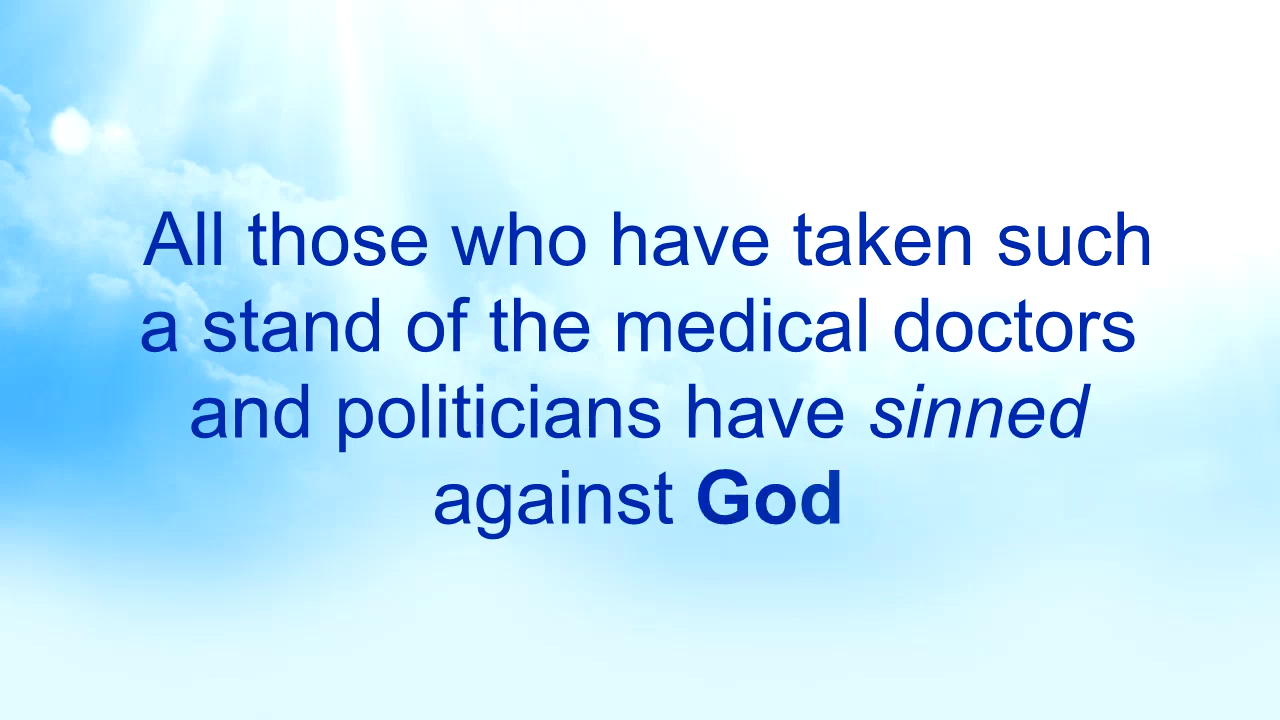 All those who have taken such
a stand of the medical doctors
and politicians have sinned
against God